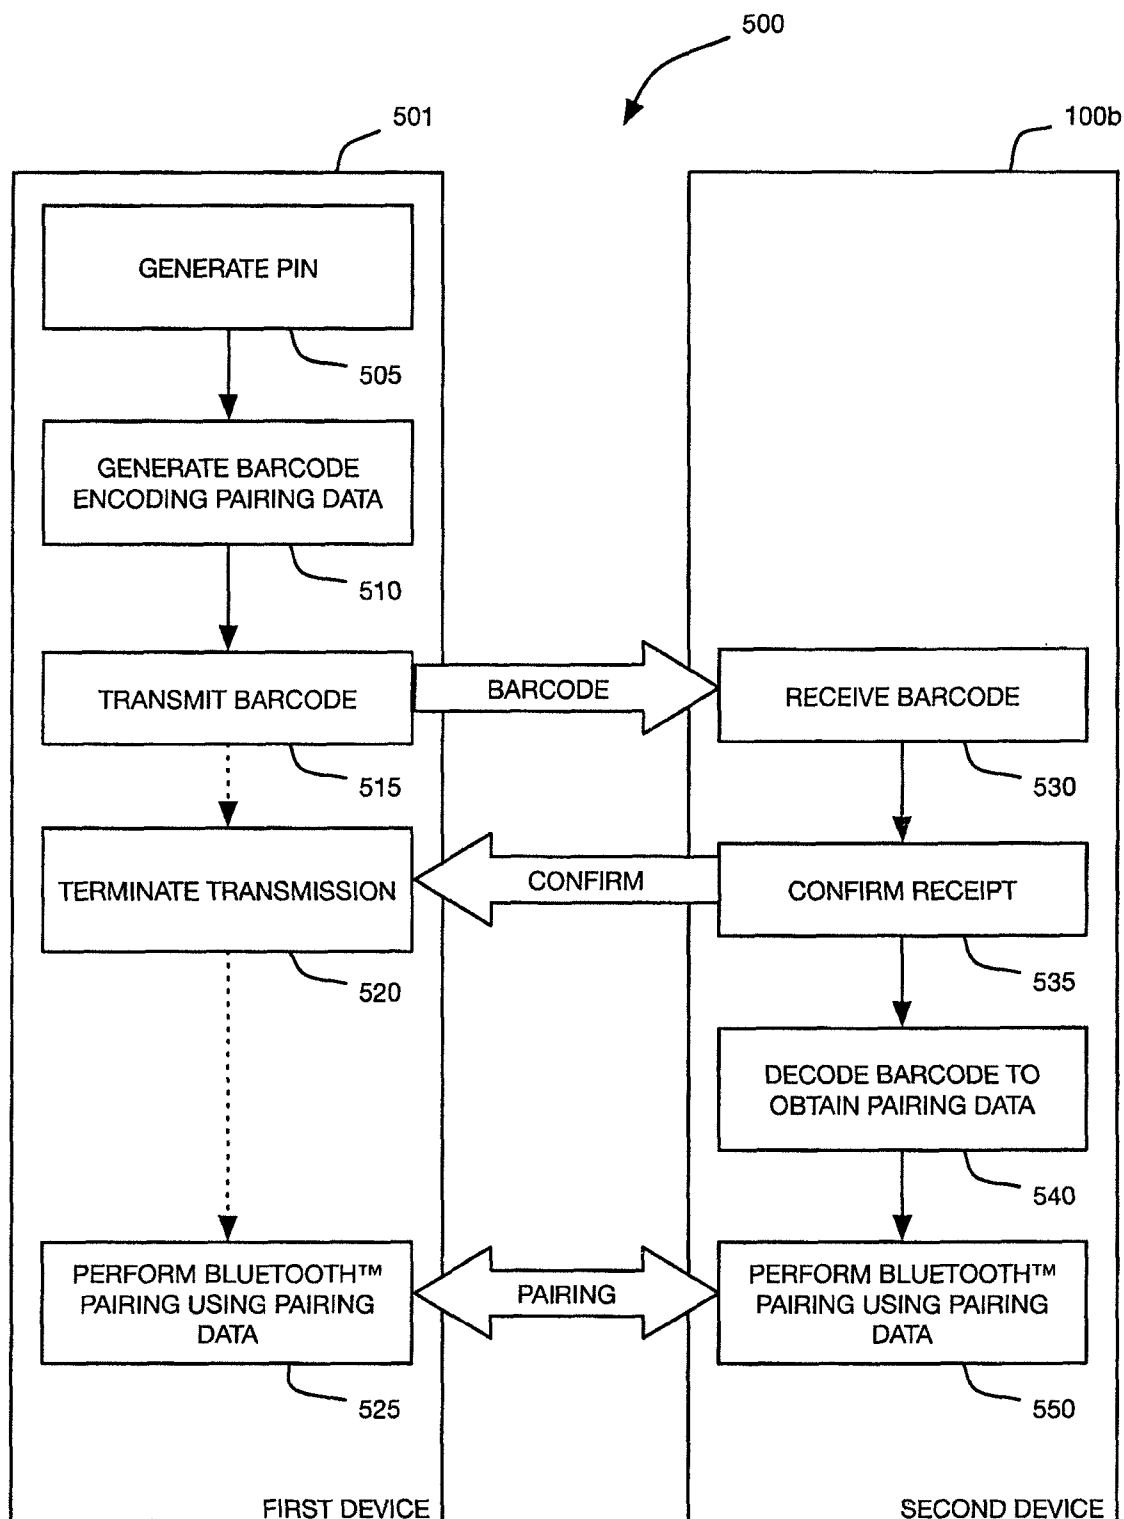 500
501
100b
GENERATE PIN
505
GENERATE BARCODE
ENCODING PAIRING DATA
510
TRANSMIT BARCODE
BARCODE
RECEIVE BARCODE
515
530
TERMINATE TRANSMISSION
CONFIRM
CONFIRM RECEIPT
520
535
DECODE BARCODE TO
OBTAIN PAIRING DATA
540
PERFORM BLUETOOTH™
PAIRING USING PAIRING
DATA
PAIRING
PERFORM BLUETOOTH™
PAIRING USING PAIRING
DATA
525
550
FIRST DEVICE
SECOND DEVICE